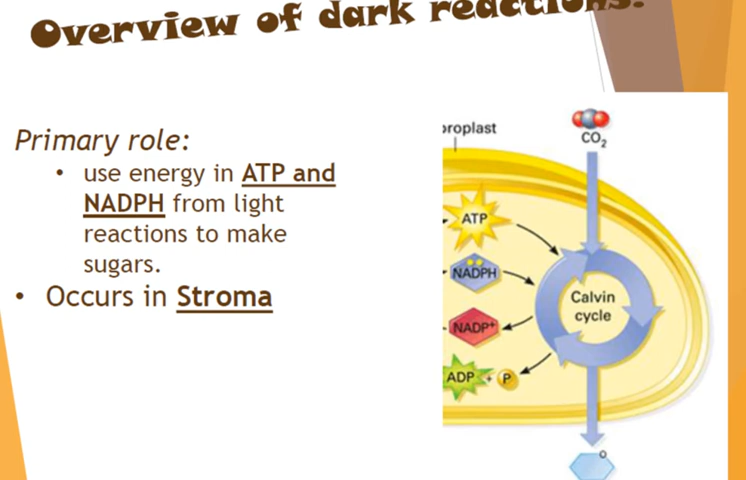 Overview of dark reactions:
Primary role:
• use energy in ATP and
NADPH from light
reactions to make
sugars.
• Occurs in Stroma
oroplast
CO₂
ATP
NADPH
Calvin
cycle
NADP⁺
ADP + P
O